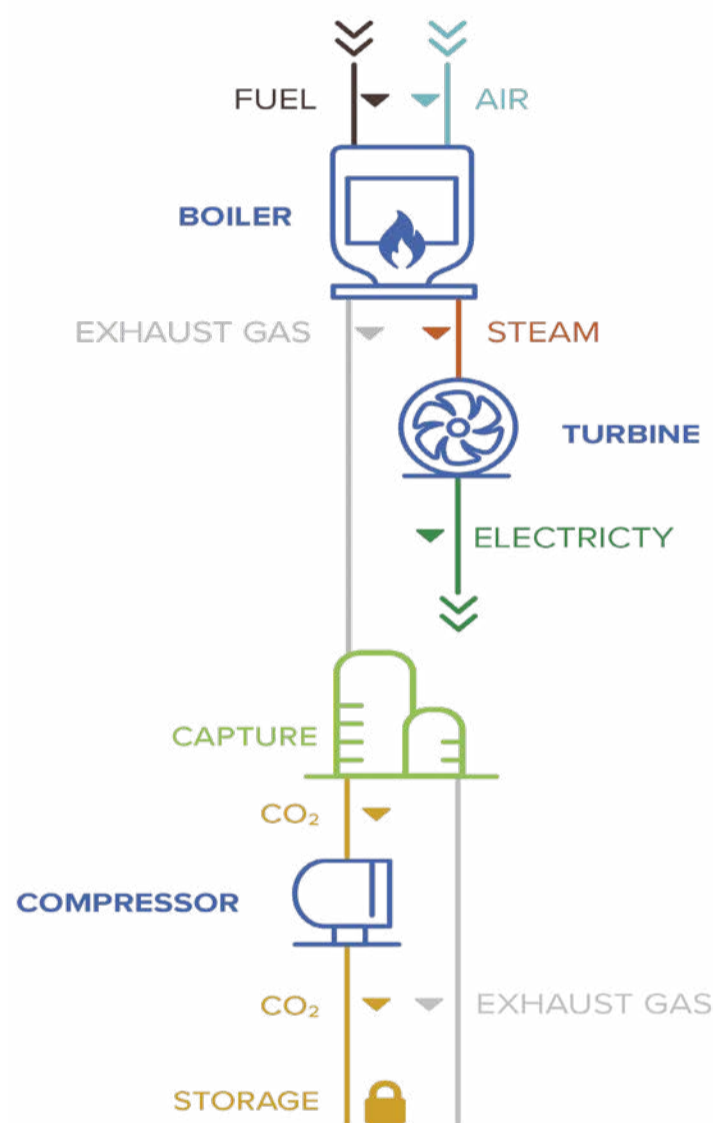 FUEL
AIR
BOILER
EXHAUST GAS
STEAM
TURBINE
ELECTRICTY
CAPTURE
CO₂
COMPRESSOR
CO₂
EXHAUST GAS
STORAGE